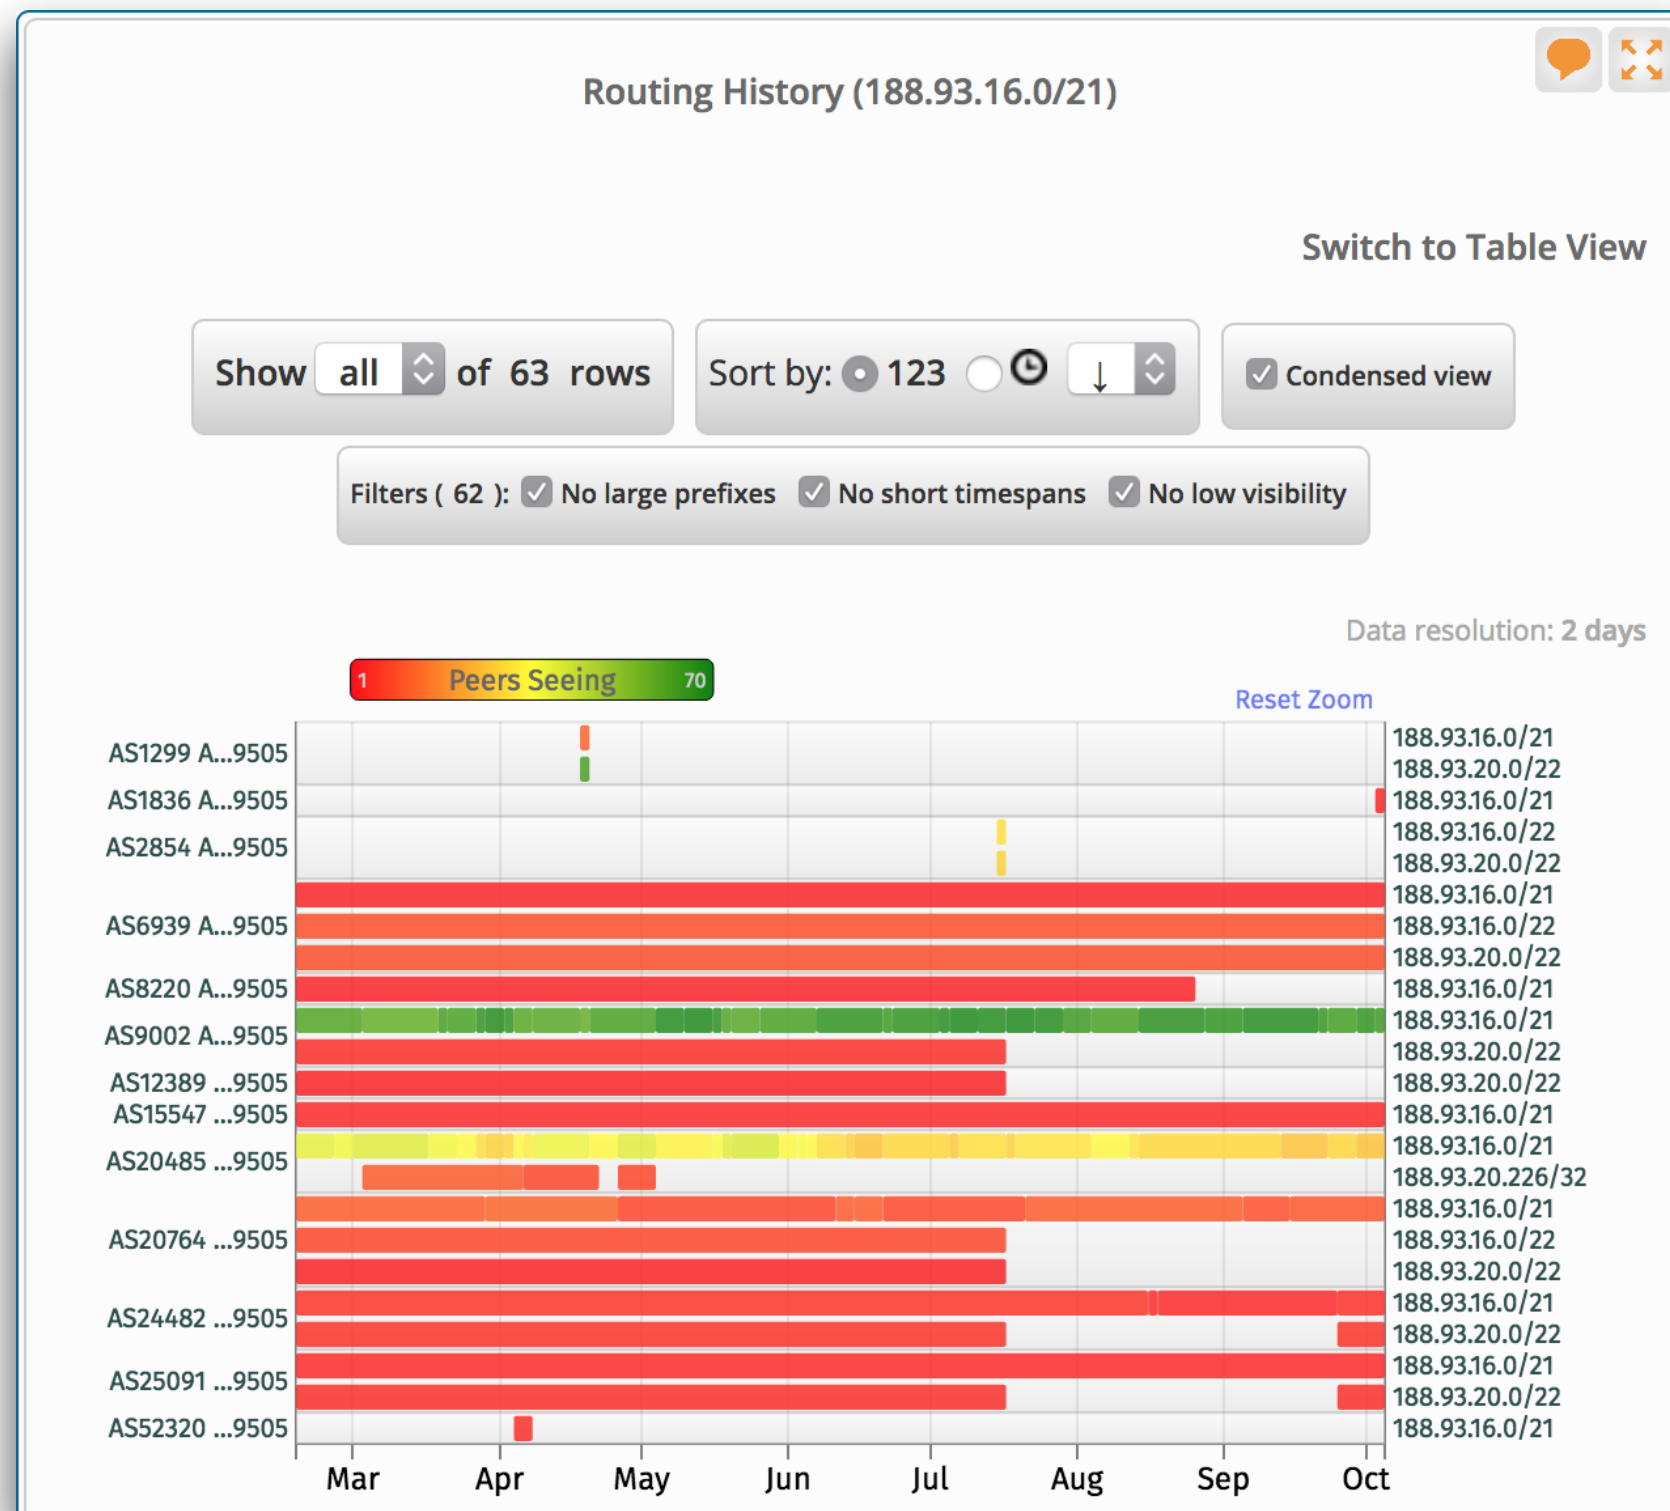 Routing History (188.93.16.0/21)
Switch to Table View
Show all of 63 rows
Sort by: 123 ↓
Condensed view
Filters ( 62 ): No large prefixes No short timespans No low visibility
Data resolution: 2 days
1 Peers Seeing 70
Reset Zoom
AS1299 A...9505 188.93.16.0/21
188.93.20.0/22
AS1836 A...9505 188.93.16.0/21
AS2854 A...9505 188.93.16.0/22
188.93.20.0/22
188.93.16.0/21
AS6939 A...9505 188.93.16.0/22
188.93.20.0/22
AS8220 A...9505 188.93.16.0/21
AS9002 A...9505 188.93.16.0/21
188.93.20.0/22
AS12389 ...9505 188.93.20.0/22
AS15547 ...9505 188.93.16.0/21
AS20485 ...9505 188.93.16.0/21
188.93.20.226/32
188.93.16.0/21
AS20764 ...9505 188.93.16.0/22
188.93.20.0/22
AS24482 ...9505 188.93.16.0/21
188.93.20.0/22
AS25091 ...9505 188.93.16.0/21
188.93.20.0/22
AS52320 ...9505 188.93.16.0/21
Mar Apr May Jun Jul Aug Sep Oct